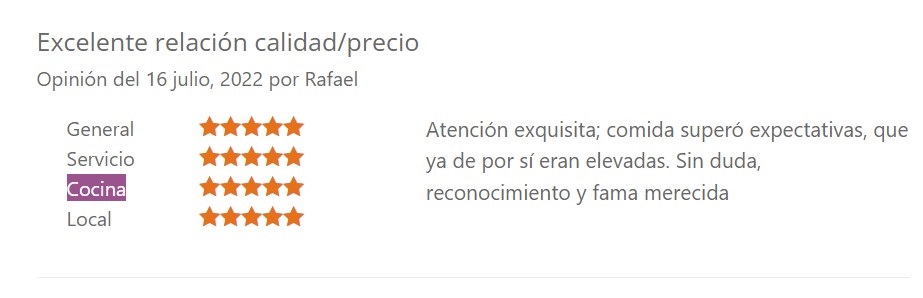 Excelente relación calidad/precio
Opinión del 16 julio, 2022 por Rafael
General
Servicio
Cocina
Local
Atención exquisita; comida superó expectativas, que
ya de por sí eran elevadas. Sin duda,
reconocimiento y fama merecida